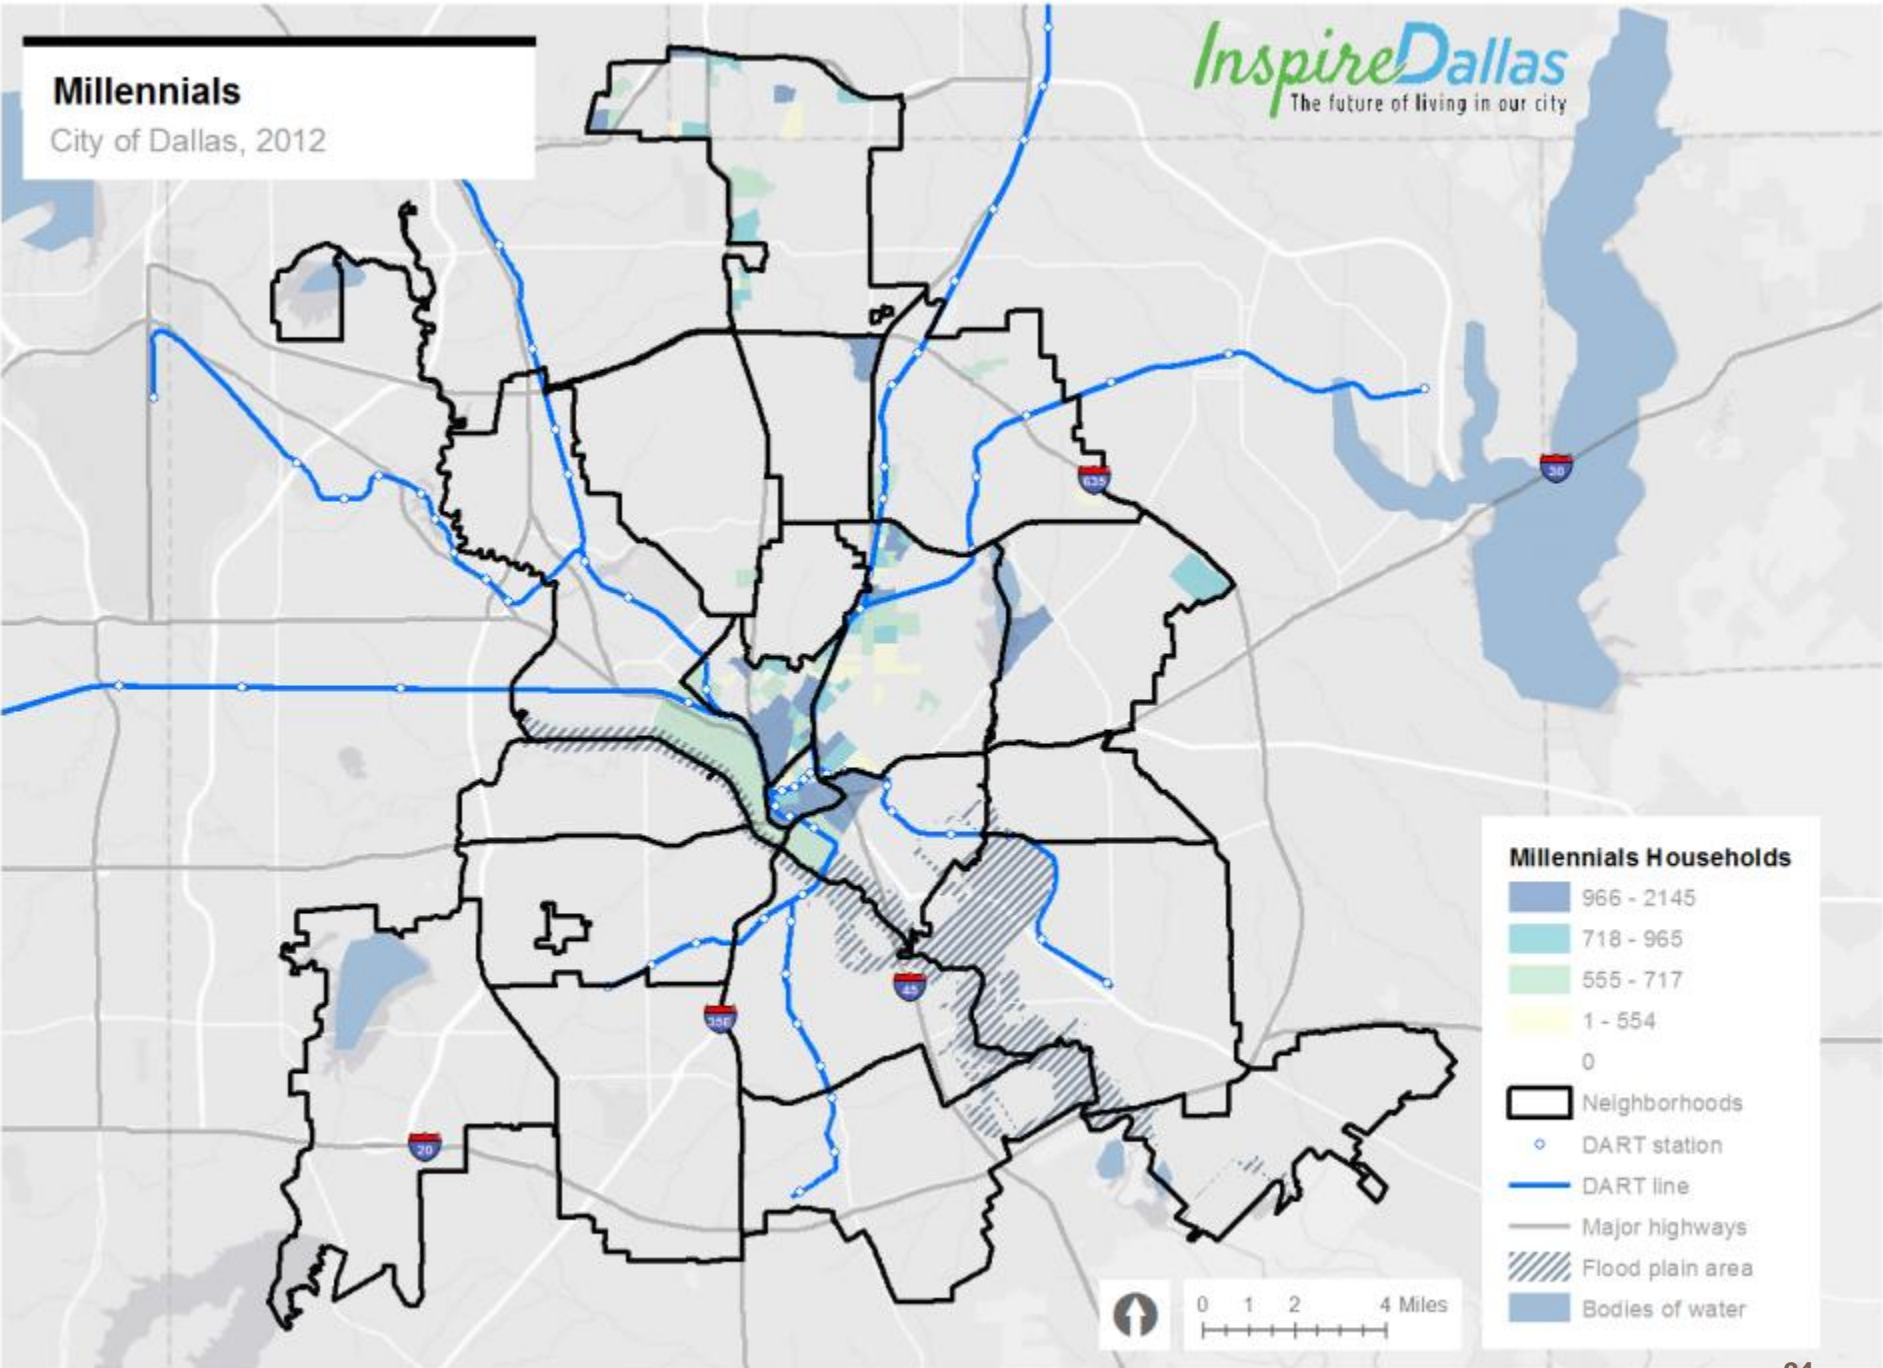 Millennials
City of Dallas, 2012
InspireDallas
The future of living in our city
635
30
45
35E
20
Millennials Households
966 - 2145
718 - 965
555 - 717
1 - 554
0
Neighborhoods
DART station
DART line
Major highways
Flood plain area
Bodies of water
0 1 2 4 Miles